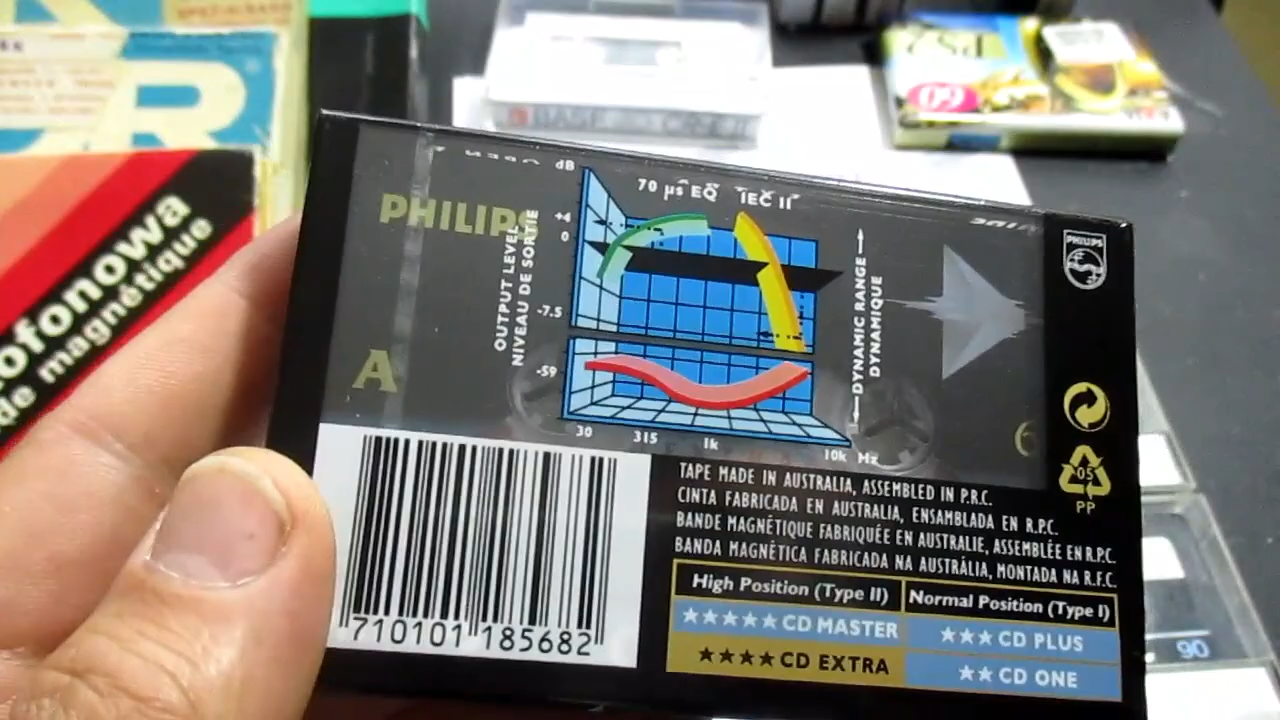 R
ofonowa
de magnétique
60
90
PHILIPS
PHILIPS
A
dB
70 µs EQ IEC II
+4
0
-7.5
-59
30 315 1k 10k Hz
OUTPUT LEVEL
NIVEAU DE SORTIE
DYNAMIC RANGE
DYNAMIQUE
05
PP
TAPE MADE IN AUSTRALIA, ASSEMBLED IN P.R.C.
CINTA FABRICADA EN AUSTRALIA, ENSAMBLADA EN R.P.C.
BANDE MAGNÉTIQUE FABRIQUÉE EN AUSTRALIE, ASSEMBLÉE EN R.P.C.
BANDA MAGNÉTICA FABRICADA NA AUSTRÁLIA, MONTADA NA R.F.C.
High Position (Type II) Normal Position (Type I)
★★★★★ CD MASTER ★★★ CD PLUS
★★★★ CD EXTRA ★★ CD ONE
710101 185682